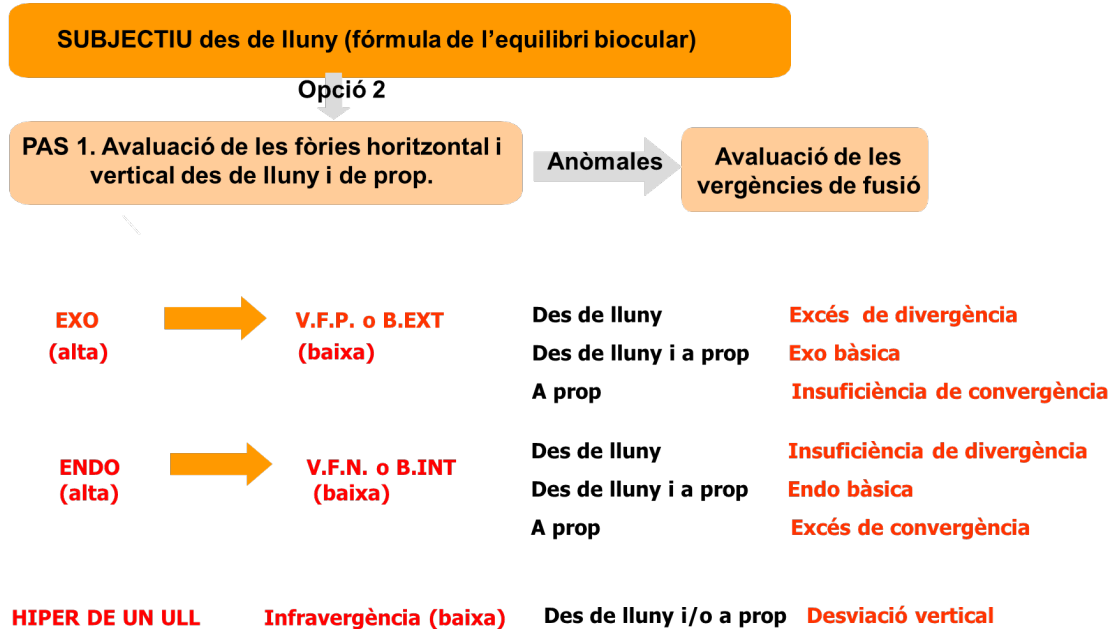 SUBJECTIU des de lluny (fórmula de l'equilibri biocular)
Opció 2
PAS 1. Avaluació de les fòries horitzontal i
vertical des de lluny i de prop.
Anòmales
Avaluació de les
vergències de fusió
EXO
(alta)
V.F.P. o B.EXT
(baixa)
Des de lluny Excés de divergència
Des de lluny i a prop Exo bàsica
A prop Insuficiència de convergència
ENDO
(alta)
V.F.N. o B.INT
(baixa)
Des de lluny Insuficiència de divergència
Des de lluny i a prop Endo bàsica
A prop Excés de convergència
HIPER DE UN ULL Infravergència (baixa) Des de lluny i/o a prop Desviació vertical